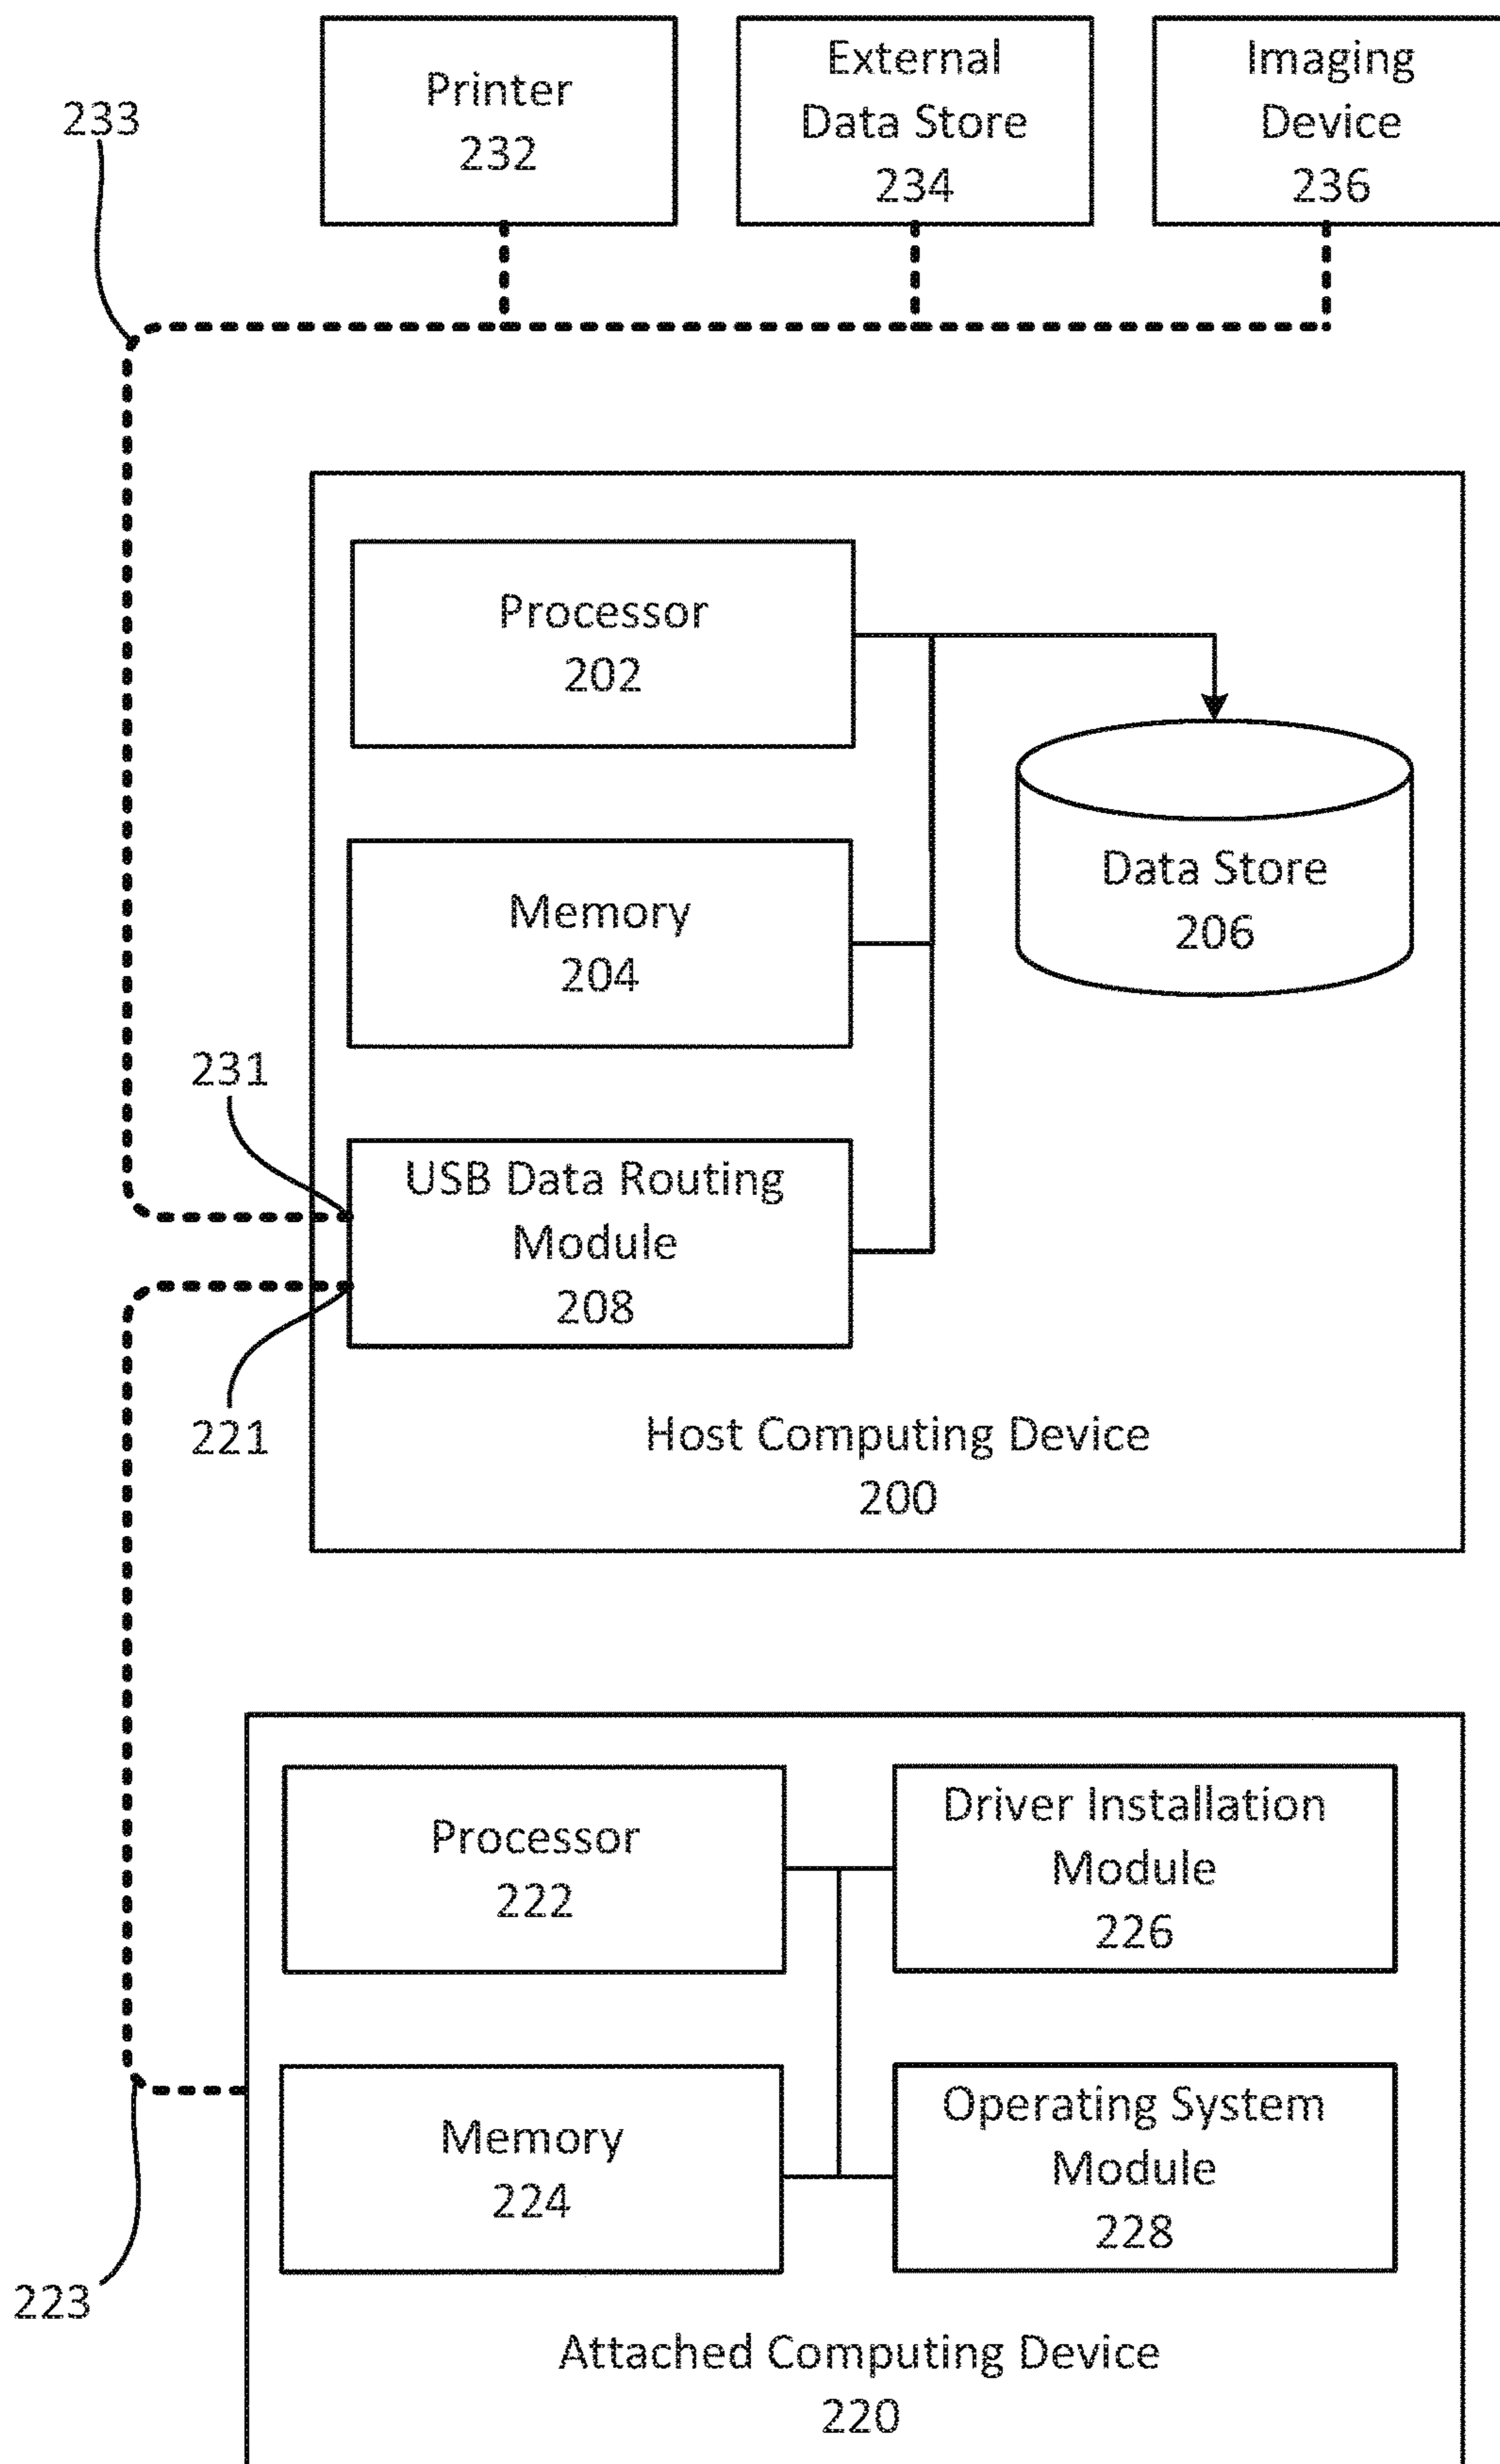 Printer
232
External
Data Store
234
Imaging
Device
236
233
Processor
202
Memory
204
Data Store
206
231
USB Data Routing
Module
208
221
Host Computing Device
200
Processor
222
Driver Installation
Module
226
Memory
224
Operating System
Module
228
223
Attached Computing Device
220